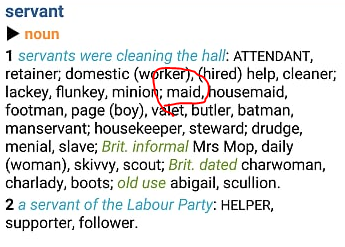 servant
▶ noun
1 servants were cleaning the hall: ATTENDANT,
retainer; domestic (worker), (hired) help, cleaner;
lackey, flunkey, minion; maid, housemaid,
footman, page (boy), valet, butler, batman,
manservant; housekeeper, steward; drudge,
menial, slave; Brit. informal Mrs Mop, daily
(woman), skivvy, scout; Brit. dated charwoman,
charlady, boots; old use abigail, scullion.
2 a servant of the Labour Party: HELPER,
supporter, follower.